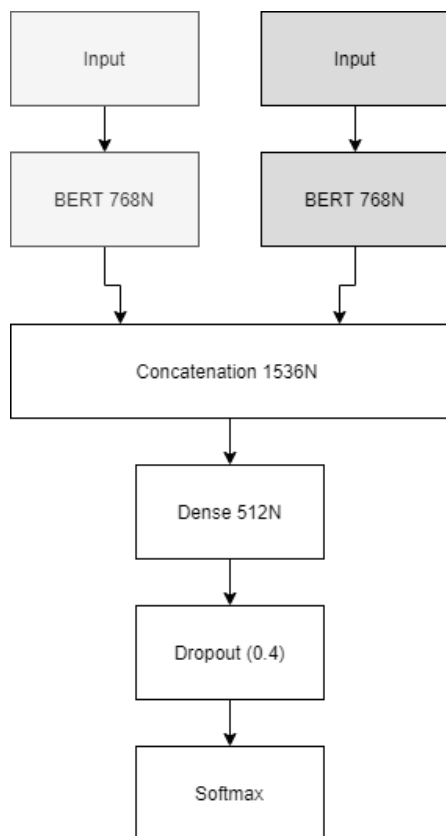 Input
Input
BERT 768N
BERT 768N
Concatenation 1536N
Dense 512N
Dropout (0.4)
Softmax